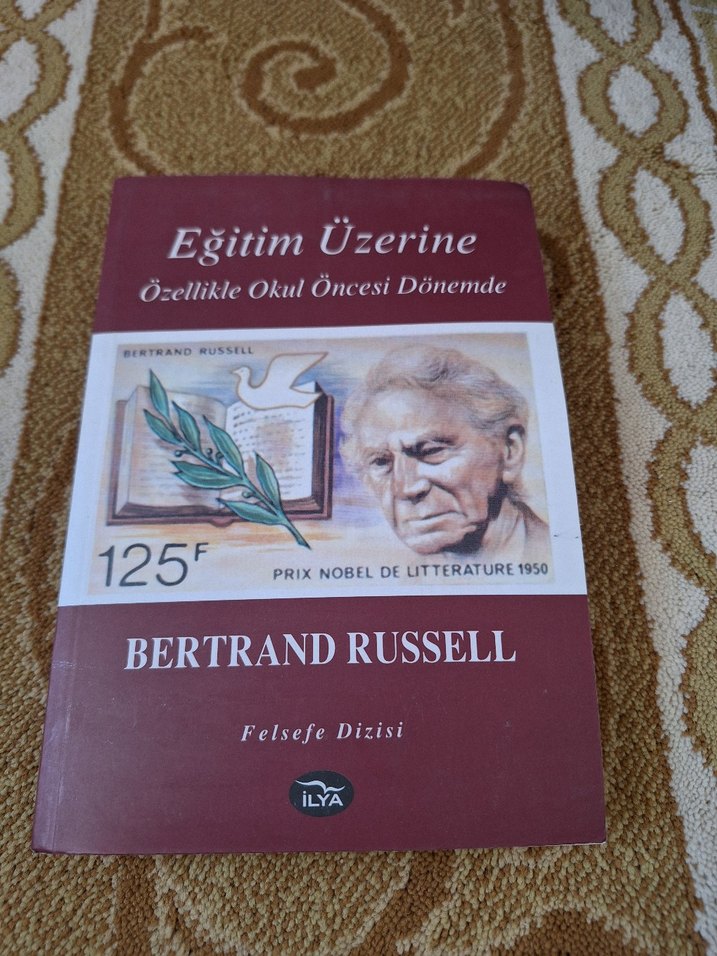 Eğitim Üzerine
Özellikle Okul Öncesi Dönemde
BERTRAND RUSSELL
125F
PRIX NOBEL DE LITTERATURE 1950
BERTRAND RUSSELL
Felsefe Dizisi
İLYA